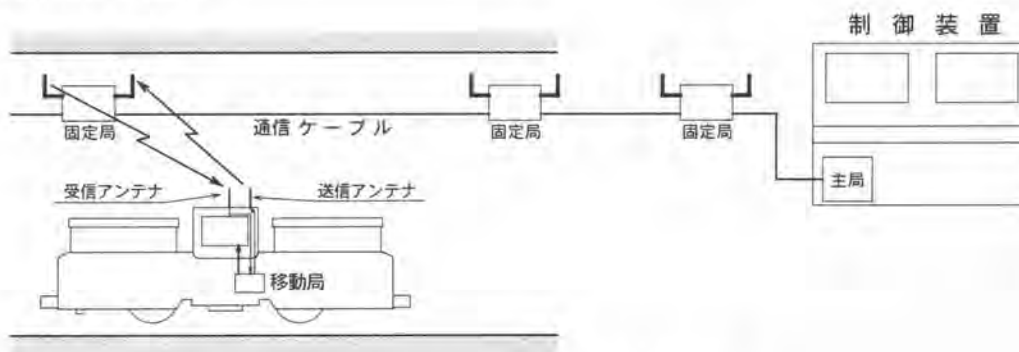 制御装置
固定局
通信ケーブル
固定局
固定局
主局
受信アンテナ
送信アンテナ
移動局